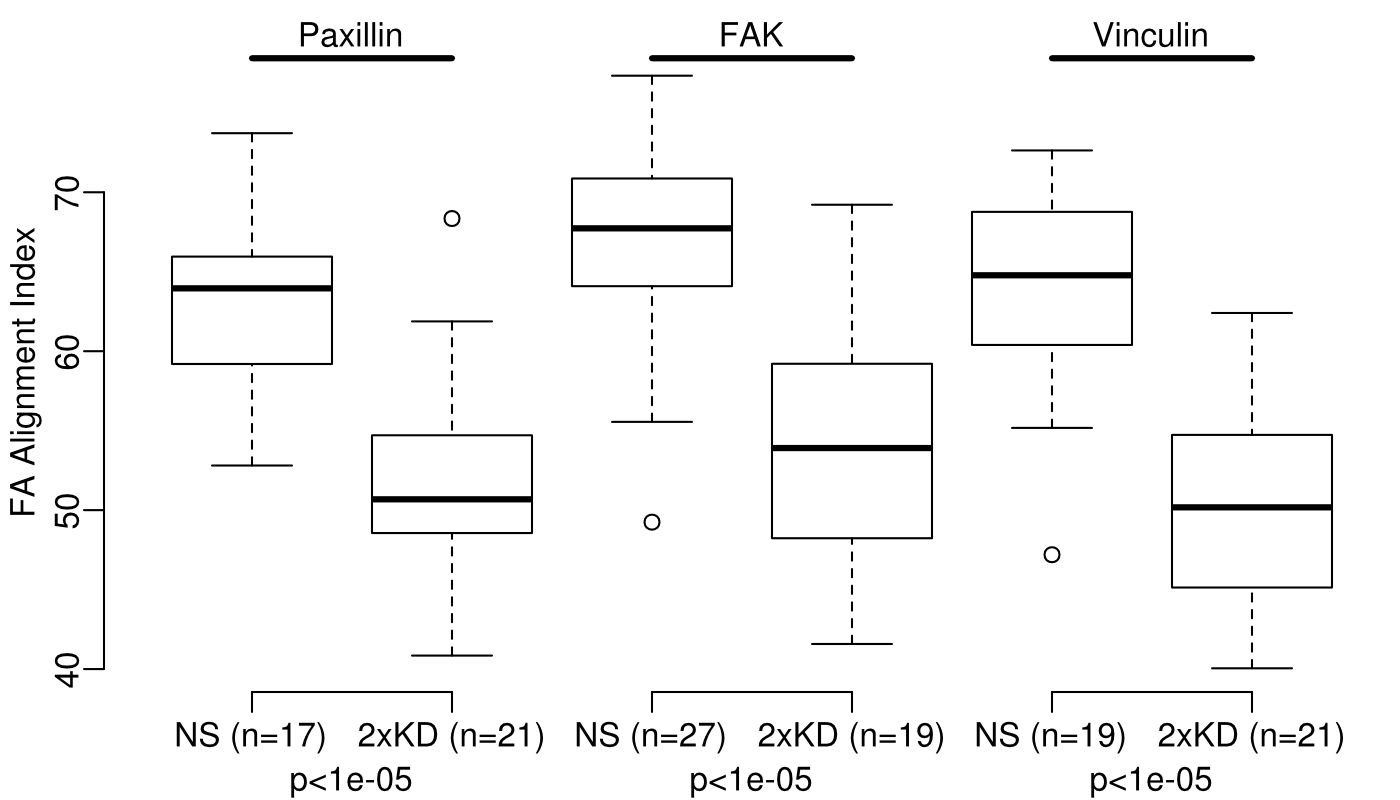 Paxillin FAK Vinculin
FA Alignment Index
70
60
50
40
NS (n=17) 2xKD (n=21) NS (n=27) 2xKD (n=19) NS (n=19) 2xKD (n=21)
p<1e-05 p<1e-05 p<1e-05